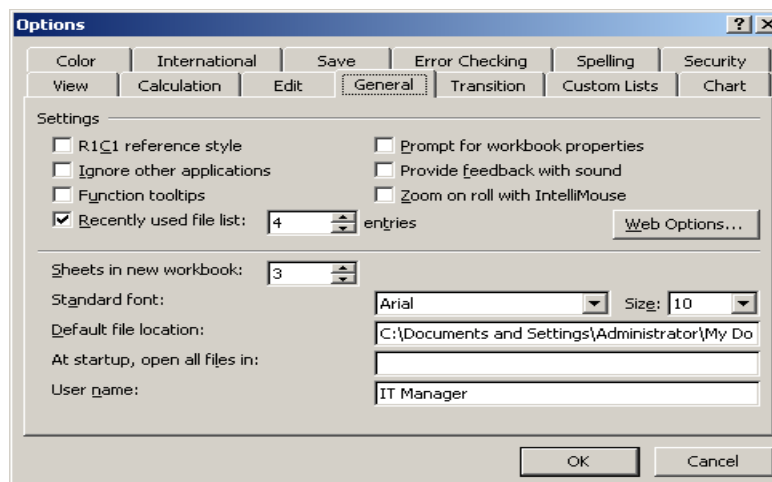 Options
Color International Save Error Checking Spelling Security
View Calculation Edit General Transition Custom Lists Chart
Settings
R1C1 reference style Prompt for workbook properties
Ignore other applications Provide feedback with sound
Function tooltips Zoom on roll with IntelliMouse
Recently used file list: 4 entries Web Options...
Sheets in new workbook: 3
Standard font: Arial Size: 10
Default file location: C:\Documents and Settings\Administrator\My Do
At startup, open all files in:
User name: IT Manager
OK Cancel